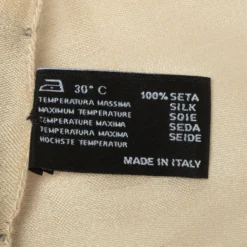 30° C
TEMPERATURA MASSIMA
MAXIMUM TEMPERATURE
TEMPERATURE MAXIMA
TEMPERATURA MAXIMA
HÖCHSTE TEMPERATUR
100% SETA
SILK
SOIE
SEDA
SEIDE
MADE IN ITALY